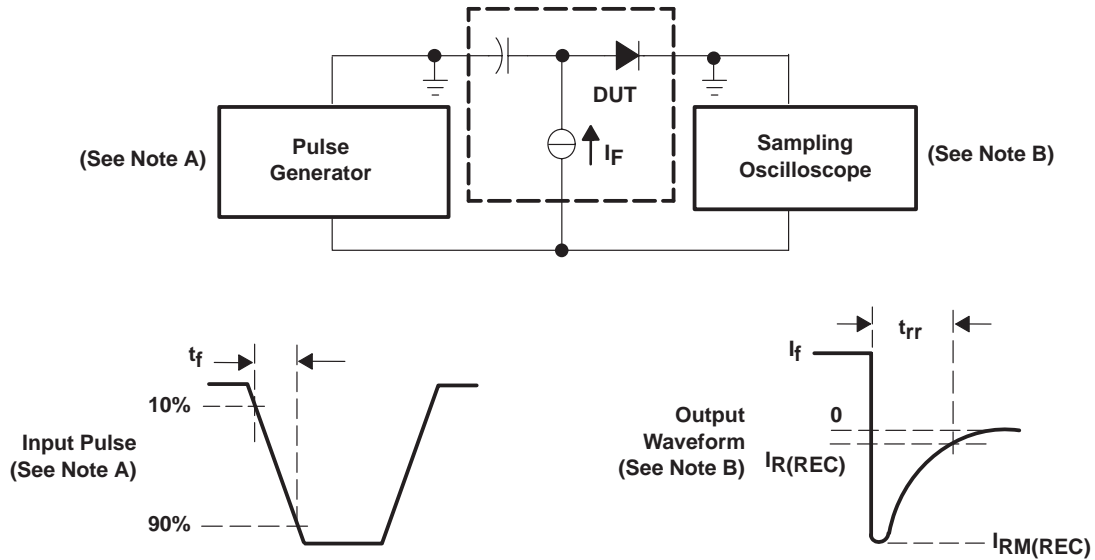 DUT
(See Note A)
Pulse
Generator
I_F
Sampling
Oscilloscope
(See Note B)
t_f
10%
Input Pulse
(See Note A)
90%
t_rr
I_f
Output
Waveform
(See Note B)
0
I_R(REC)
I_RM(REC)